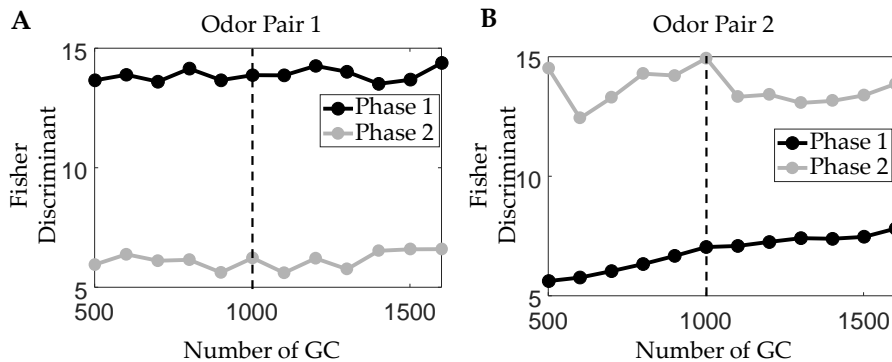 A
Odor Pair 1
Fisher
Discriminant
15
10
5
Phase 1
Phase 2
500
1000
1500
Number of GC
B
Odor Pair 2
Fisher
Discriminant
15
10
5
Phase 1
Phase 2
500
1000
1500
Number of GC